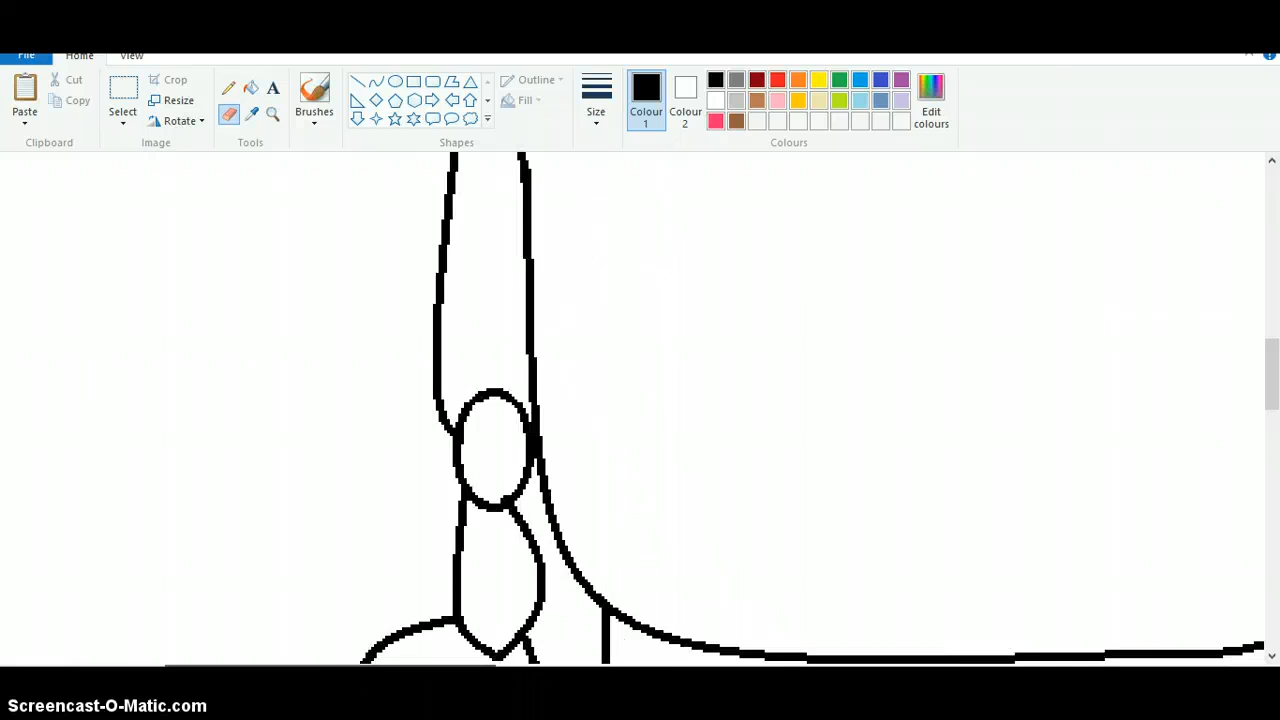 File Home View
Cut
Copy
Paste
Clipboard
Select
Crop
Resize
Rotate
Image
A
Tools
Brushes
Shapes
Outline
Fill
Size
Colour 1
Colour 2
Edit colours
Colours
Screencast-O-Matic.com